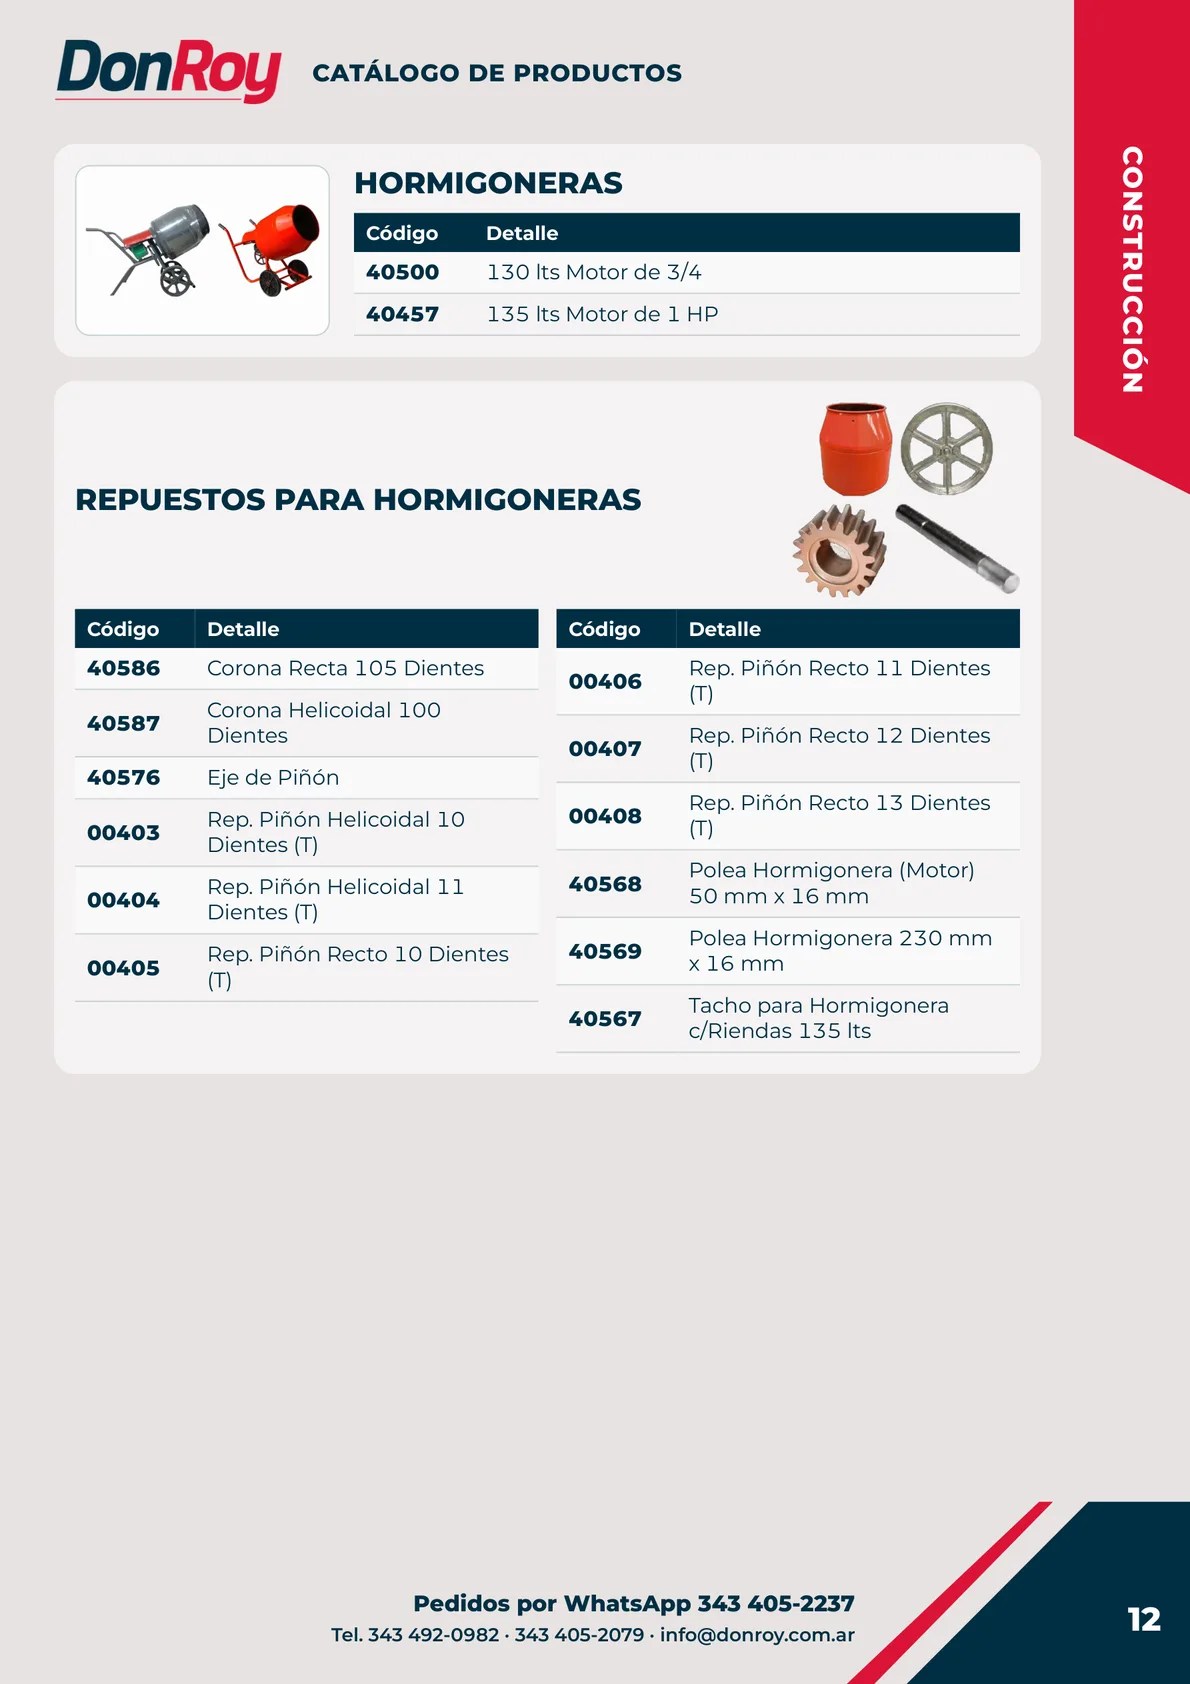 DonRoy
CATÁLOGO DE PRODUCTOS
CONSTRUCCIÓN
HORMIGONERAS
Código Detalle
40500 130 lts Motor de 3/4
40457 135 lts Motor de 1 HP
REPUESTOS PARA HORMIGONERAS
Código Detalle
40586 Corona Recta 105 Dientes
40587 Corona Helicoidal 100
Dientes
40576 Eje de Piñón
00403 Rep. Piñón Helicoidal 10
Dientes (T)
00404 Rep. Piñón Helicoidal 11
Dientes (T)
00405 Rep. Piñón Recto 10 Dientes
(T)
Código Detalle
00406 Rep. Piñón Recto 11 Dientes
(T)
00407 Rep. Piñón Recto 12 Dientes
(T)
00408 Rep. Piñón Recto 13 Dientes
(T)
40568 Polea Hormigonera (Motor)
50 mm x 16 mm
40569 Polea Hormigonera 230 mm
x 16 mm
40567 Tacho para Hormigonera
c/Riendas 135 lts
Pedidos por WhatsApp 343 405-2237
Tel. 343 492-0982 · 343 405-2079 · info@donroy.com.ar
12